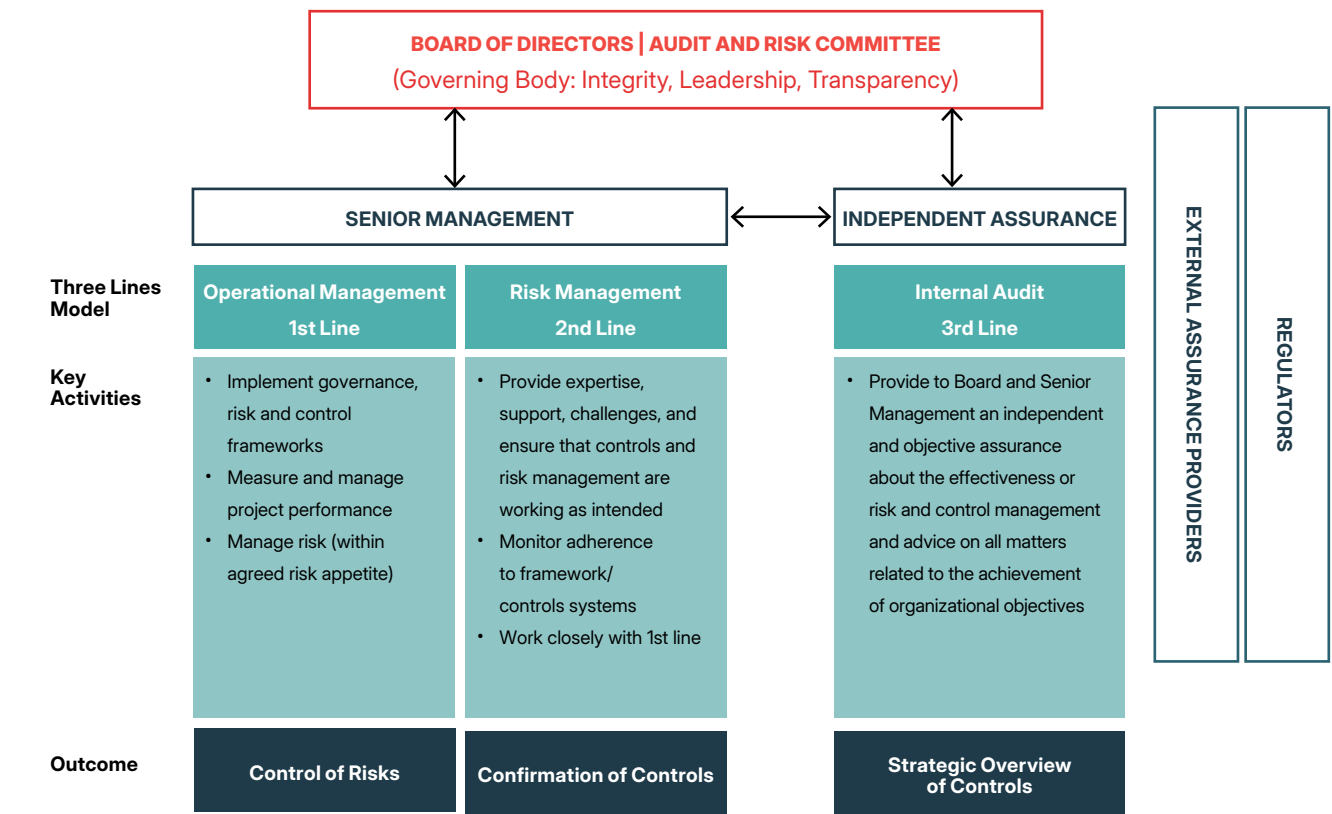 BOARD OF DIRECTORS | AUDIT AND RISK COMMITTEE
(Governing Body: Integrity, Leadership, Transparency)
SENIOR MANAGEMENT
INDEPENDENT ASSURANCE
Three Lines
Model
Operational Management
1st Line
Risk Management
2nd Line
Internal Audit
3rd Line
Key
Activities
• Implement governance,
risk and control
frameworks
• Measure and manage
project performance
• Manage risk (within
agreed risk appetite)
• Provide expertise,
support, challenges, and
ensure that controls and
risk management are
working as intended
• Monitor adherence
to framework/
controls systems
• Work closely with 1st line
• Provide to Board and Senior
Management an independent
and objective assurance
about the effectiveness or
risk and control management
and advice on all matters
related to the achievement
of organizational objectives
Outcome
Control of Risks
Confirmation of Controls
Strategic Overview
of Controls
EXTERNAL ASSURANCE PROVIDERS
REGULATORS